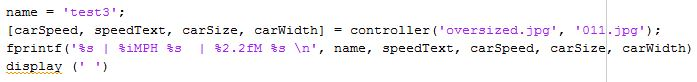 name = 'test3';
[carSpeed, speedText, carSize, carWidth] = controller('oversized.jpg', '011.jpg');
fprintf('%s | %iMPH %s  | %2.2fM %s \n', name, speedText, carSpeed, carSize, carWidth)
display (' ')